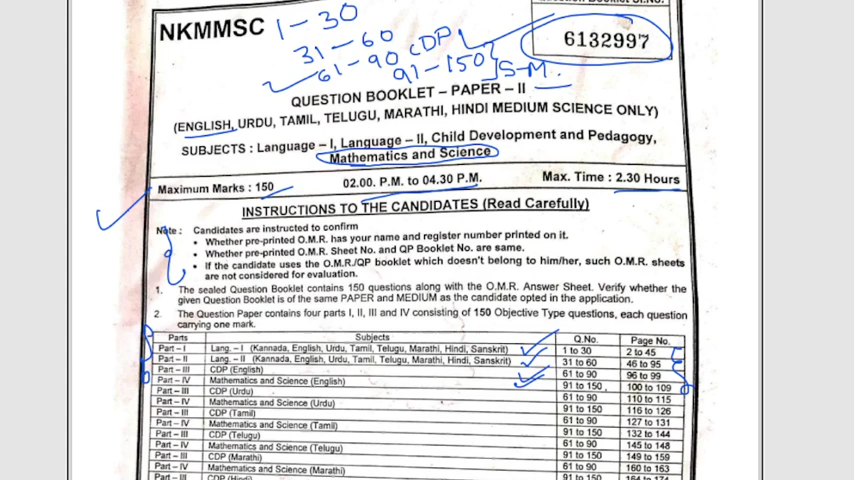 Question Booklet Sl.No.
NKMMSC
1 – 30
31 – 60
61 – 90 CDP
91 – 150
S-M.
6132997
QUESTION BOOKLET – PAPER – II
(ENGLISH, URDU, TAMIL, TELUGU, MARATHI, HINDI MEDIUM SCIENCE ONLY)
SUBJECTS : Language – I, Language – II, Child Development and Pedagogy,
Mathematics and Science
Maximum Marks : 150 02.00. P.M. to 04.30 P.M. Max. Time : 2.30 Hours
INSTRUCTIONS TO THE CANDIDATES (Read Carefully)
Note : Candidates are instructed to confirm
• Whether pre-printed O.M.R. has your name and register number printed on it.
• Whether pre-printed O.M.R. Sheet No. and QP Booklet No. are same.
• If the candidate uses the O.M.R./QP booklet which doesn't belong to him/her, such O.M.R. sheets
are not considered for evaluation.
1. The sealed Question Booklet contains 150 questions along with the O.M.R. Answer Sheet. Verify whether the
given Question Booklet is of the same PAPER and MEDIUM as the candidate opted in the application.
2. The Question Paper contains four parts I, II, III and IV consisting of 150 Objective Type questions, each question
carrying one mark.
Parts Subjects Q.No. Page No.
Part – I Lang. – I (Kannada, English, Urdu, Tamil, Telugu, Marathi, Hindi, Sanskrit) 1 to 30 2 to 45
Part – II Lang. – II (Kannada, English, Urdu, Tamil, Telugu, Marathi, Hindi, Sanskrit) 31 to 60 46 to 95
Part – III CDP (English) 61 to 90 96 to 99
Part – IV Mathematics and Science (English) 91 to 150 100 to 109
Part – III CDP (Urdu) 61 to 90 110 to 115
Part – IV Mathematics and Science (Urdu) 91 to 150 116 to 126
Part – III CDP (Tamil) 61 to 90 127 to 131
Part – IV Mathematics and Science (Tamil) 91 to 150 132 to 144
Part – III CDP (Telugu) 61 to 90 145 to 148
Part – IV Mathematics and Science (Telugu) 91 to 150 149 to 159
Part – III CDP (Marathi) 61 to 90 160 to 163
Part – IV Mathematics and Science (Marathi) 91 to 150 164 to 174
Part – III CDP (Hindi)